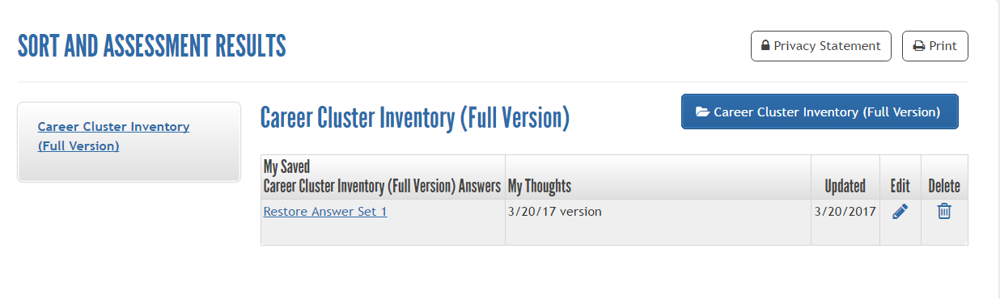 SORT AND ASSESSMENT RESULTS
Privacy Statement
Print
Career Cluster Inventory
(Full Version)
Career Cluster Inventory (Full Version)
Career Cluster Inventory (Full Version)
My Saved
Career Cluster Inventory (Full Version) Answers
My Thoughts
Updated
Edit
Delete
Restore Answer Set 1
3/20/17 version
3/20/2017